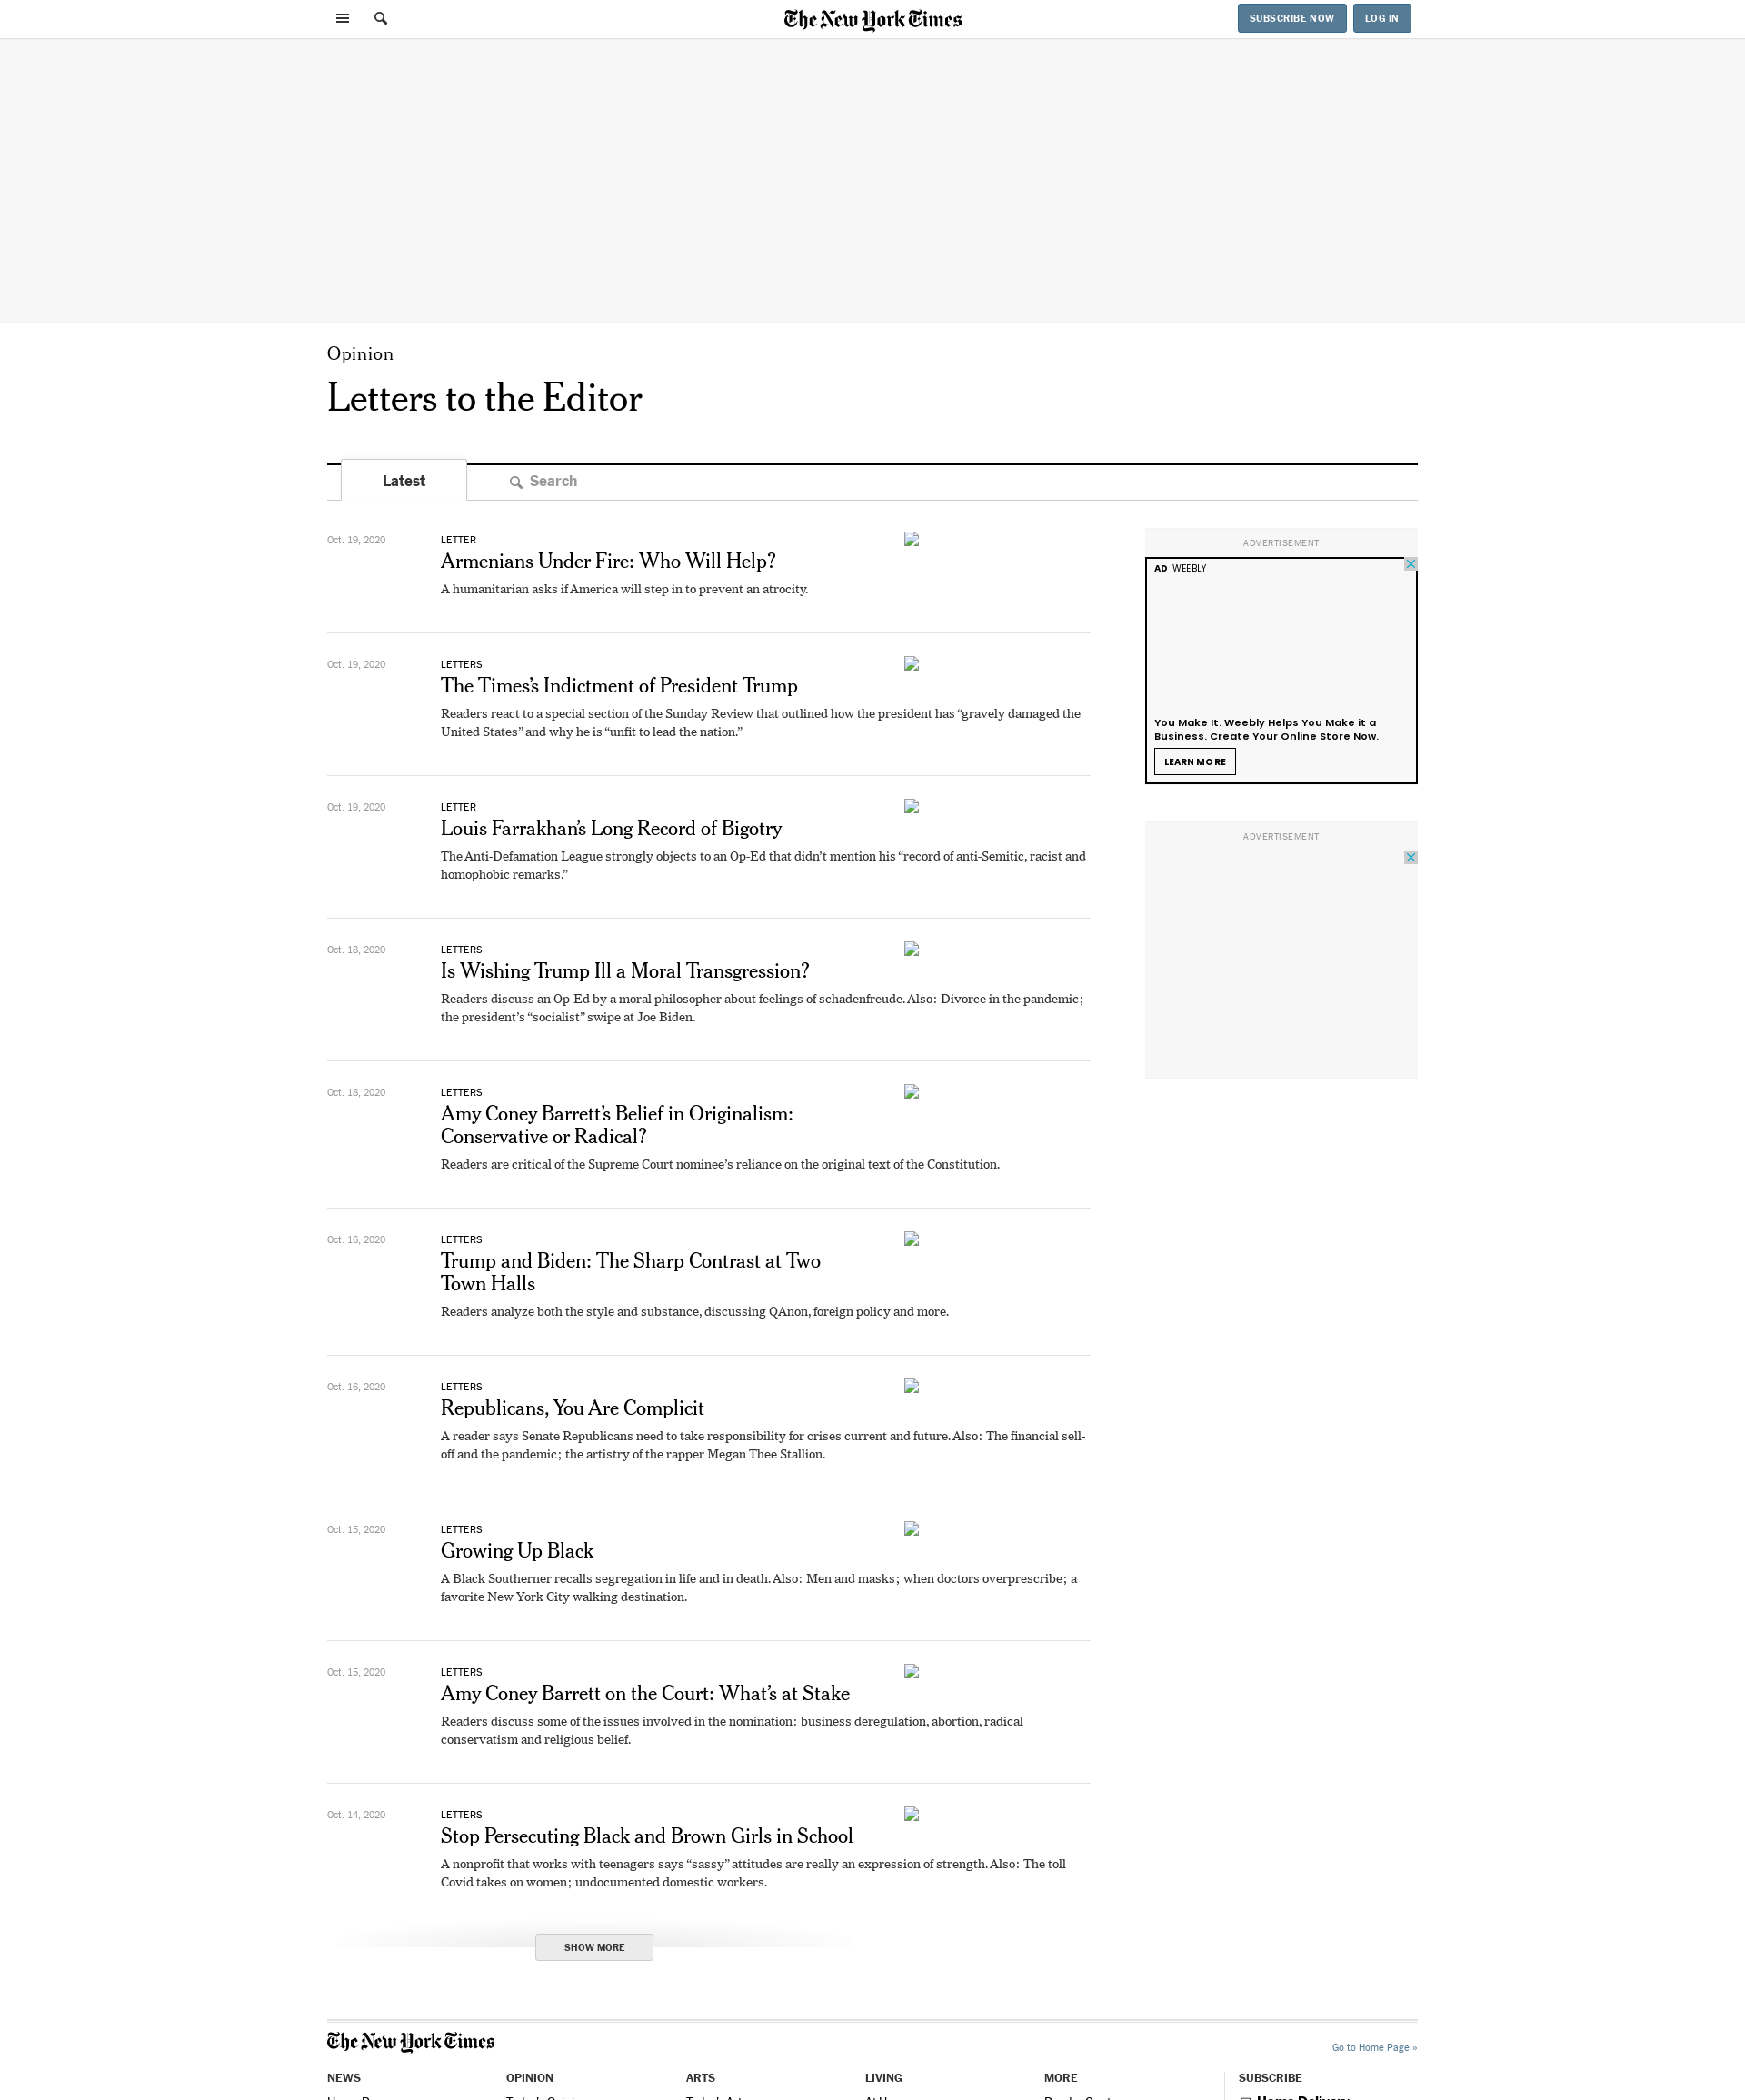 The New York Times
SUBSCRIBE NOW
LOG IN
Opinion
Letters to the Editor
Latest
Search
Oct. 19, 2020
LETTER
Armenians Under Fire: Who Will Help?
A humanitarian asks if America will step in to prevent an atrocity.
Oct. 19, 2020
LETTERS
The Times’s Indictment of President Trump
Readers react to a special section of the Sunday Review that outlined how the president has “gravely damaged the
United States” and why he is “unfit to lead the nation.”
Oct. 19, 2020
LETTER
Louis Farrakhan’s Long Record of Bigotry
The Anti-Defamation League strongly objects to an Op-Ed that didn’t mention his “record of anti-Semitic, racist and
homophobic remarks.”
Oct. 18, 2020
LETTERS
Is Wishing Trump Ill a Moral Transgression?
Readers discuss an Op-Ed by a moral philosopher about feelings of schadenfreude. Also: Divorce in the pandemic;
the president’s “socialist” swipe at Joe Biden.
Oct. 18, 2020
LETTERS
Amy Coney Barrett’s Belief in Originalism:
Conservative or Radical?
Readers are critical of the Supreme Court nominee’s reliance on the original text of the Constitution.
Oct. 16, 2020
LETTERS
Trump and Biden: The Sharp Contrast at Two
Town Halls
Readers analyze both the style and substance, discussing QAnon, foreign policy and more.
Oct. 16, 2020
LETTERS
Republicans, You Are Complicit
A reader says Senate Republicans need to take responsibility for crises current and future. Also: The financial sell-
off and the pandemic; the artistry of the rapper Megan Thee Stallion.
Oct. 15, 2020
LETTERS
Growing Up Black
A Black Southerner recalls segregation in life and in death. Also: Men and masks; when doctors overprescribe; a
favorite New York City walking destination.
Oct. 15, 2020
LETTERS
Amy Coney Barrett on the Court: What’s at Stake
Readers discuss some of the issues involved in the nomination: business deregulation, abortion, radical
conservatism and religious belief.
Oct. 14, 2020
LETTERS
Stop Persecuting Black and Brown Girls in School
A nonprofit that works with teenagers says “sassy” attitudes are really an expression of strength. Also: The toll
Covid takes on women; undocumented domestic workers.
SHOW MORE
ADVERTISEMENT
AD WEEBLY
You Make It. Weebly Helps You Make it a
Business. Create Your Online Store Now.
LEARN MORE
ADVERTISEMENT
The New York Times
Go to Home Page »
NEWS
OPINION
ARTS
LIVING
MORE
SUBSCRIBE